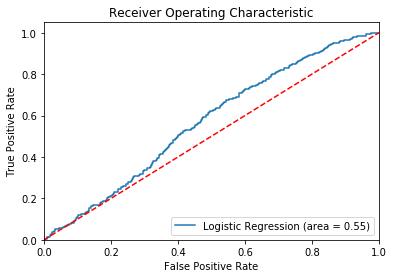 Receiver Operating Characteristic
True Positive Rate
1.0
0.8
0.6
0.4
0.2
0.0
Logistic Regression (area = 0.55)
0.0 0.2 0.4 0.6 0.8 1.0
False Positive Rate